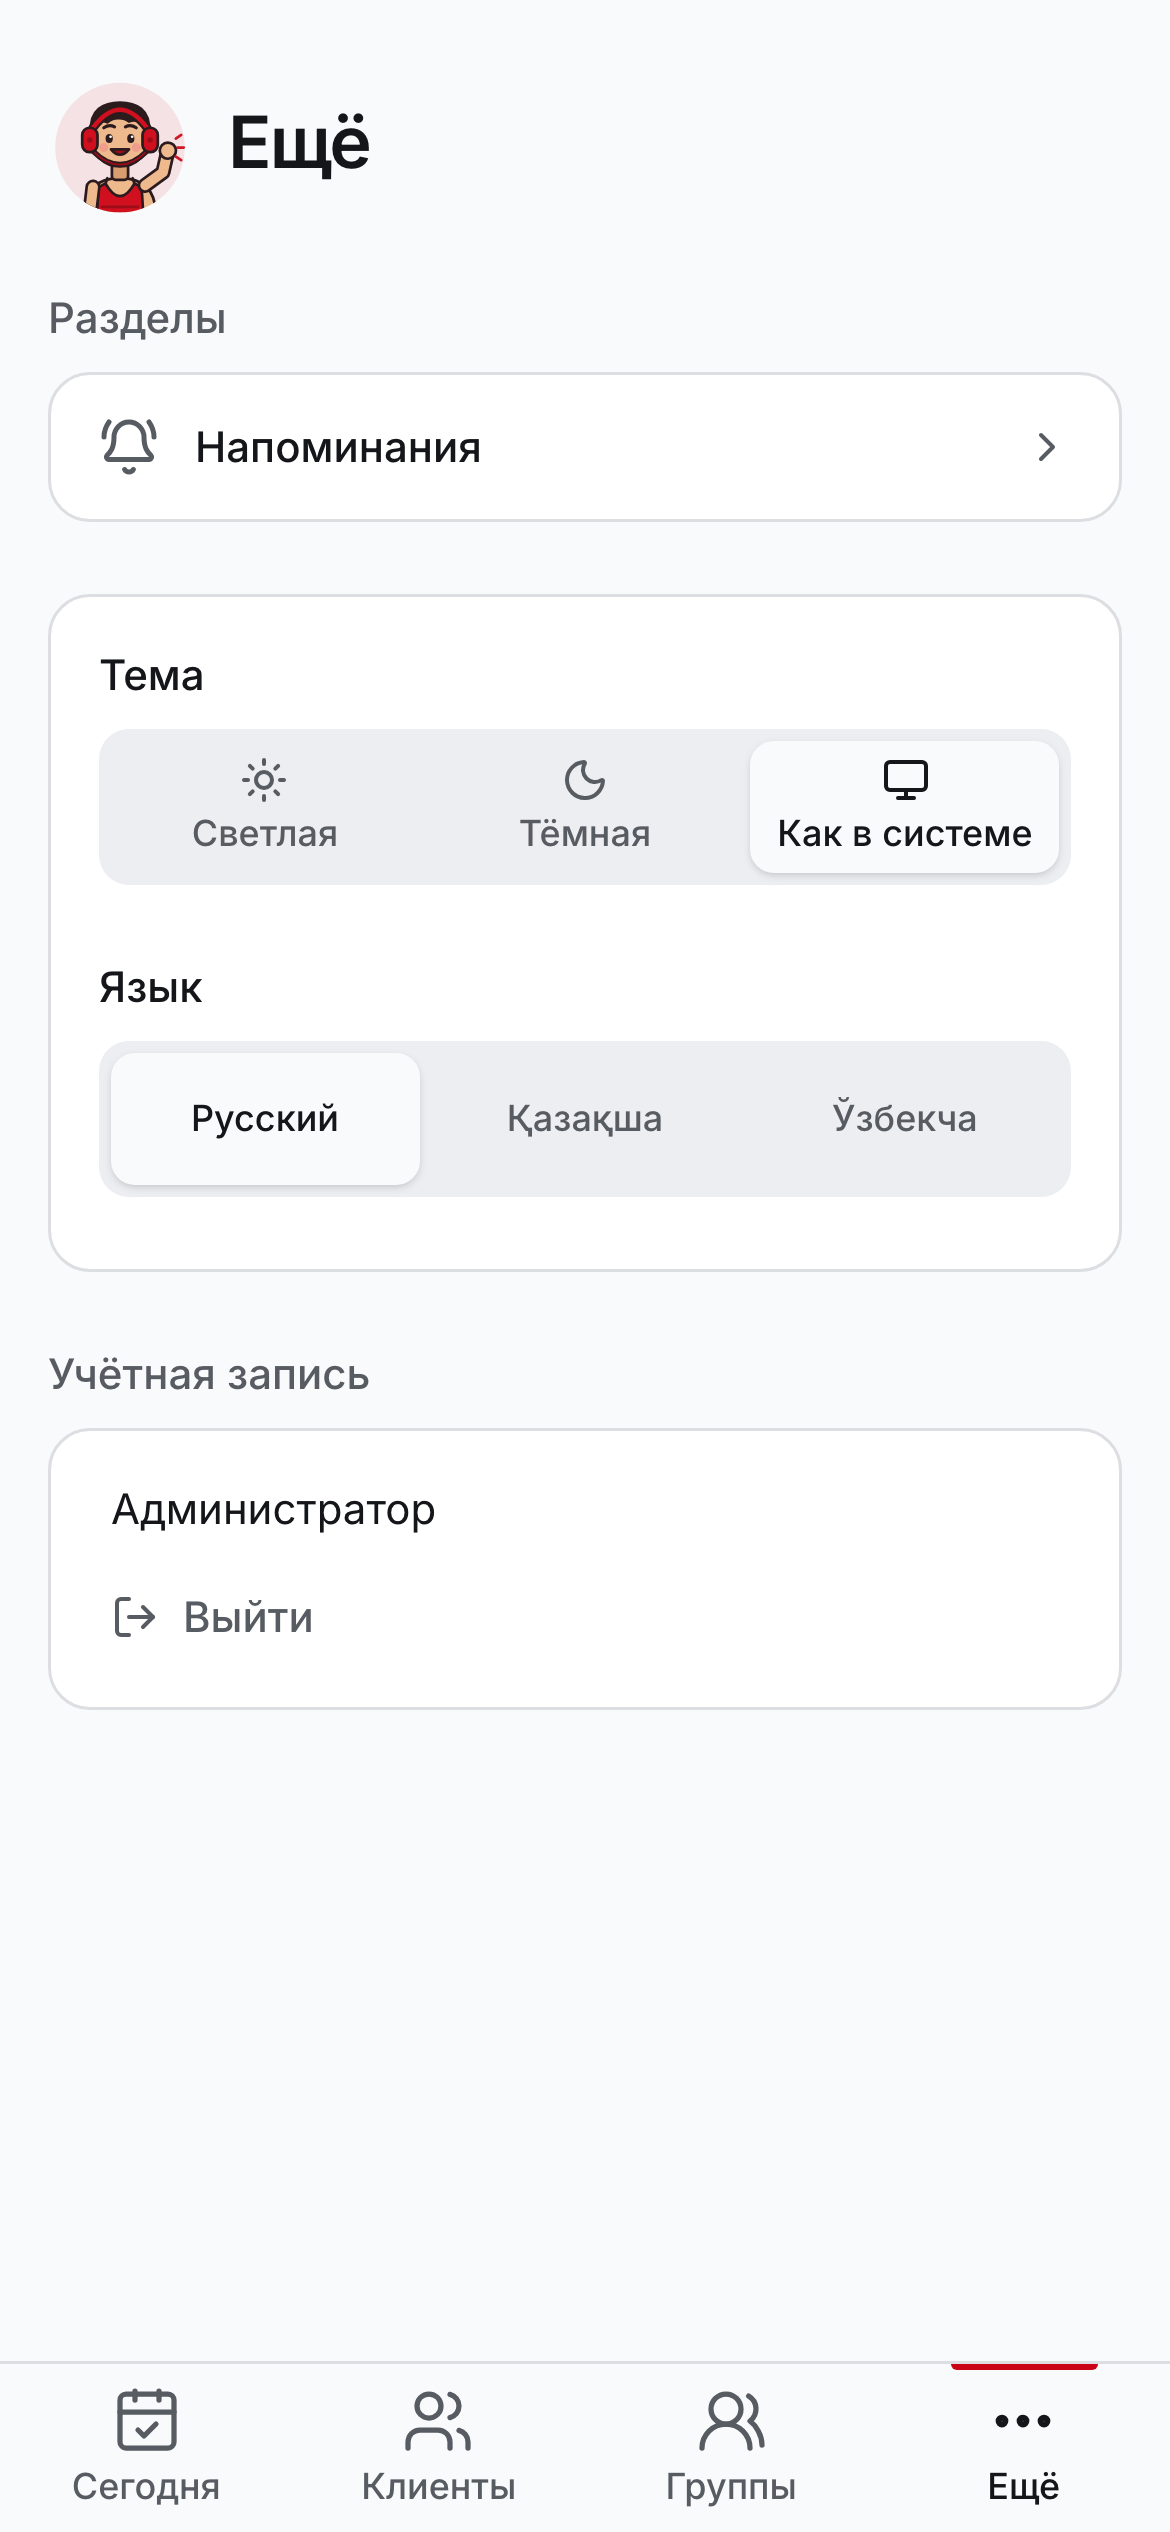 Ещё
Разделы
Напоминания
Тема
Светлая
Тёмная
Как в системе
Язык
Русский
Қазақша
Ўзбекча
Учётная запись
Администратор
Выйти
Сегодня
Клиенты
Группы
Ещё